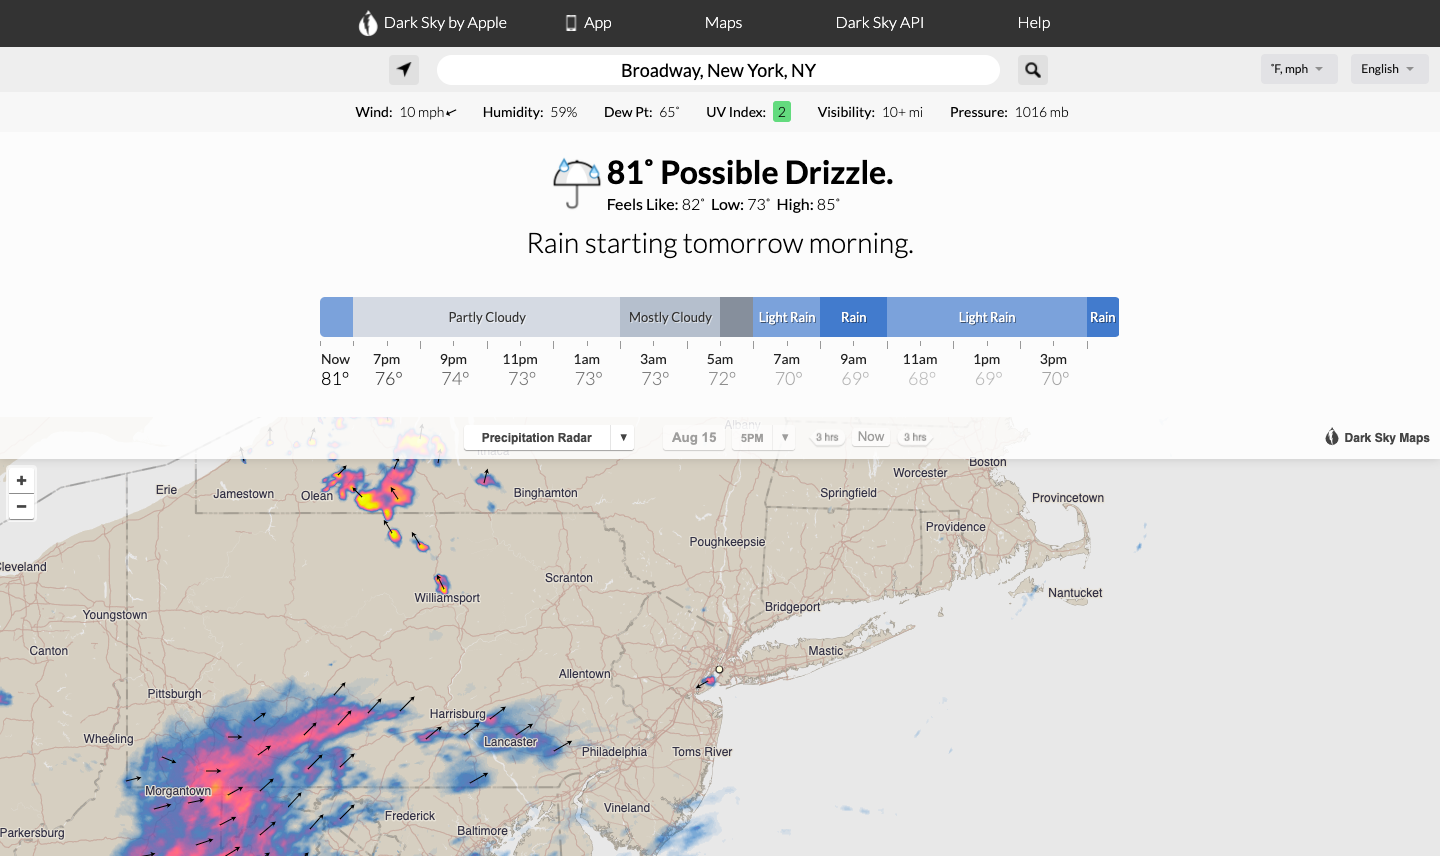 Dark Sky by Apple App Maps Dark Sky API Help
Broadway, New York, NY
˚F, mph English
Wind: 10 mph Humidity: 59% Dew Pt: 65˚ UV Index: 2 Visibility: 10+ mi Pressure: 1016 mb
81˚ Possible Drizzle.
Feels Like: 82˚ Low: 73˚ High: 85˚
Rain starting tomorrow morning.
Partly Cloudy Mostly Cloudy Light Rain Rain Light Rain Rain
Now 7pm 9pm 11pm 1am 3am 5am 7am 9am 11am 1pm 3pm
81° 76° 74° 73° 73° 73° 72° 70° 69° 68° 69° 70°
Albany
Precipitation Radar ▼ Aug 15 5PM ▼ 3 hrs Now 3 hrs Dark Sky Maps
Ithaca
Boston
Worcester
+
Erie Jamestown Olean Binghamton Springfield Provincetown
−
Providence
Poughkeepsie
Cleveland
Scranton
Williamsport Nantucket
Youngstown Bridgeport
Canton Mastic
Allentown
Pittsburgh
Harrisburg
Wheeling Lancaster
Philadelphia Toms River
Morgantown
Vineland
Frederick
Parkersburg Baltimore